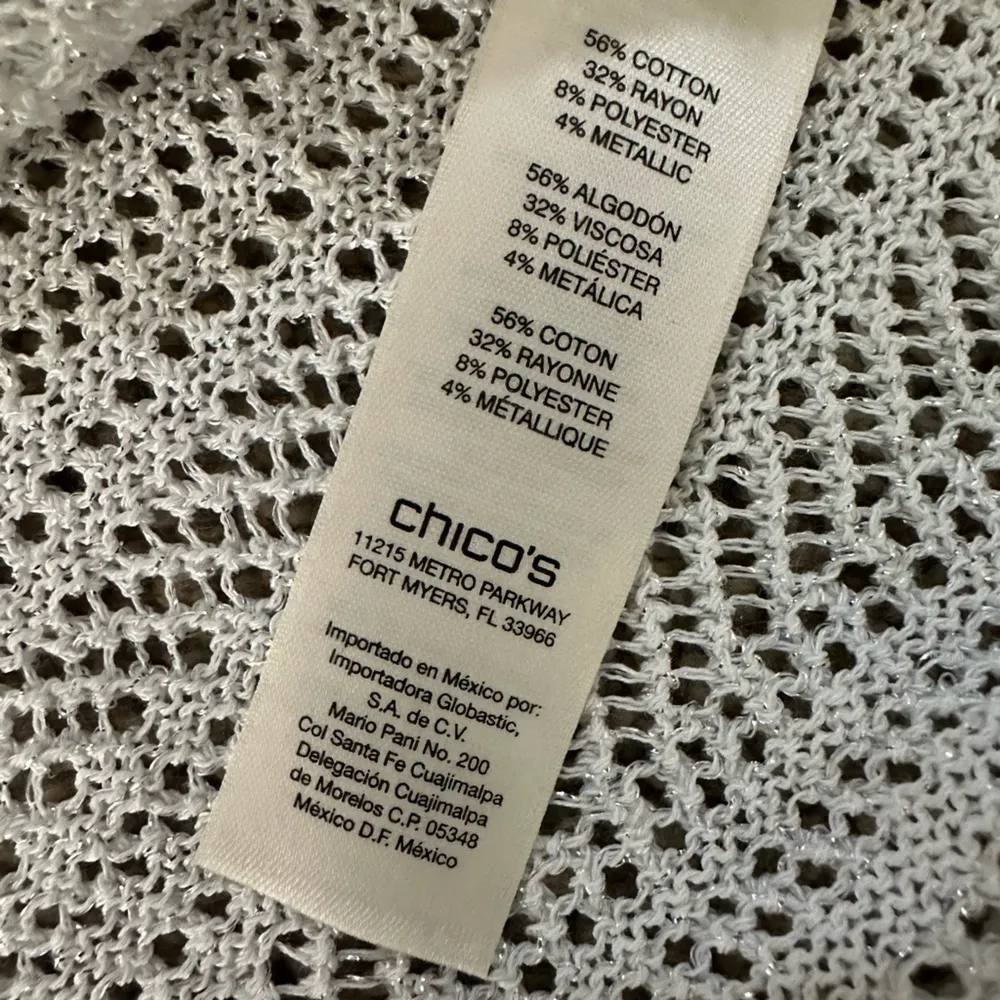 56% COTTON
32% RAYON
8% POLYESTER
4% METALLIC
56% ALGODÓN
32% VISCOSA
8% POLIÉSTER
4% METÁLICA
56% COTON
32% RAYONNE
8% POLYESTER
4% MÉTALLIQUE
chico's
11215 METRO PARKWAY
FORT MYERS, FL 33966
Importado en México por:
Importadora Globastic,
S.A. de C.V.
Mario Pani No. 200
Col Santa Fe Cuajimalpa
Delegación Cuajimalpa
de Morelos C.P. 05348
México D.F. México